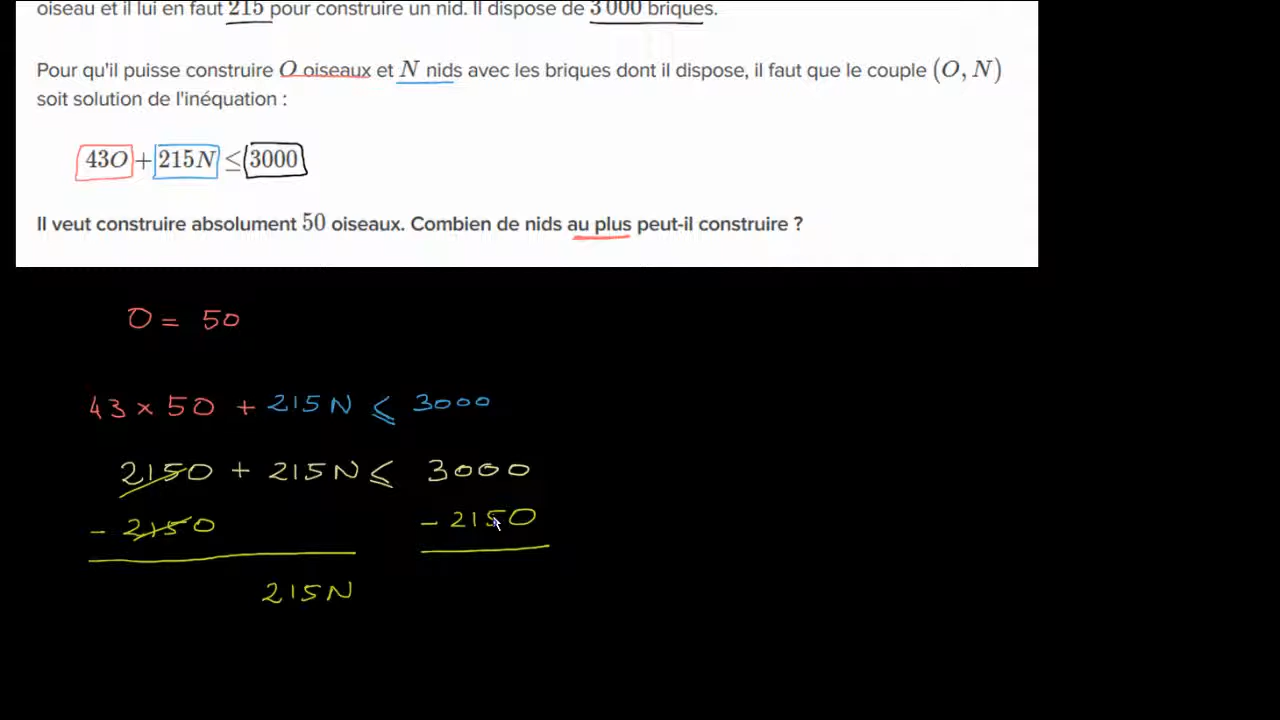 oiseau et il lui en faut 215 pour construire un nid. Il dispose de 3 000 briques.
Pour qu'il puisse construire O oiseaux et N nids avec les briques dont il dispose, il faut que le couple (O, N)
soit solution de l'inéquation :
43O + 215N ≤ 3000
Il veut construire absolument 50 oiseaux. Combien de nids au plus peut-il construire ?
O = 50
43 × 50 + 215N ≤ 3000
2150 + 215N ≤ 3000
- 2150 - 2150
215N